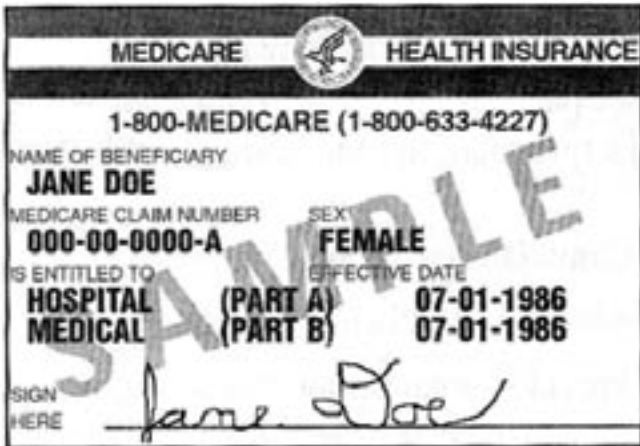 MEDICARE HEALTH INSURANCE
1-800-MEDICARE (1-800-633-4227)
NAME OF BENEFICIARY
JANE DOE
MEDICARE CLAIM NUMBER SEX
000-00-0000-A FEMALE
IS ENTITLED TO EFFECTIVE DATE
HOSPITAL (PART A) 07-01-1986
MEDICAL (PART B) 07-01-1986
SAMPLE
SIGN
HERE Jane Doe